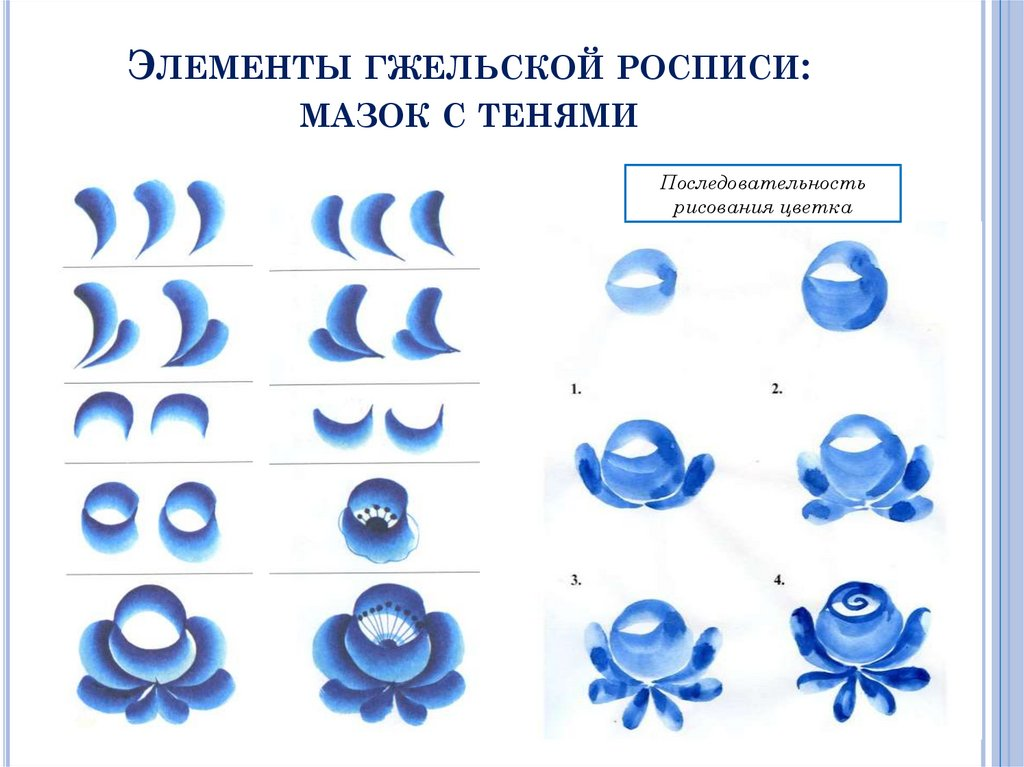 Элементы гжельской росписи:
мазок с тенями
Последовательность
рисования цветка
1.
2.
3.
4.